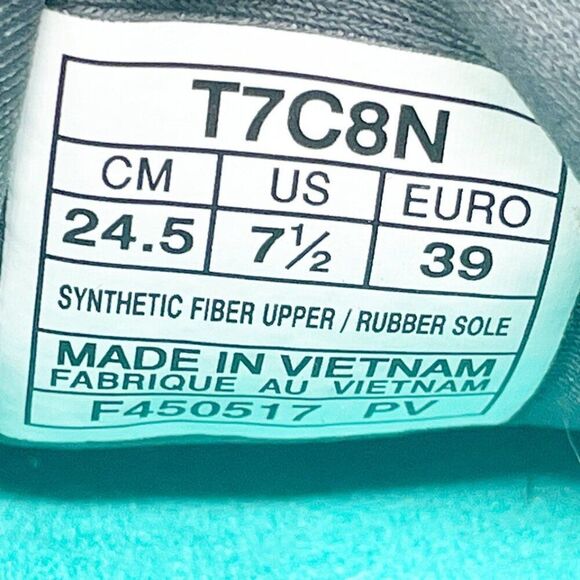 T7C8N
CM US EURO
24.5 7½ 39
SYNTHETIC FIBER UPPER / RUBBER SOLE
MADE IN VIETNAM
FABRIQUE AU VIETNAM
F450517 PV